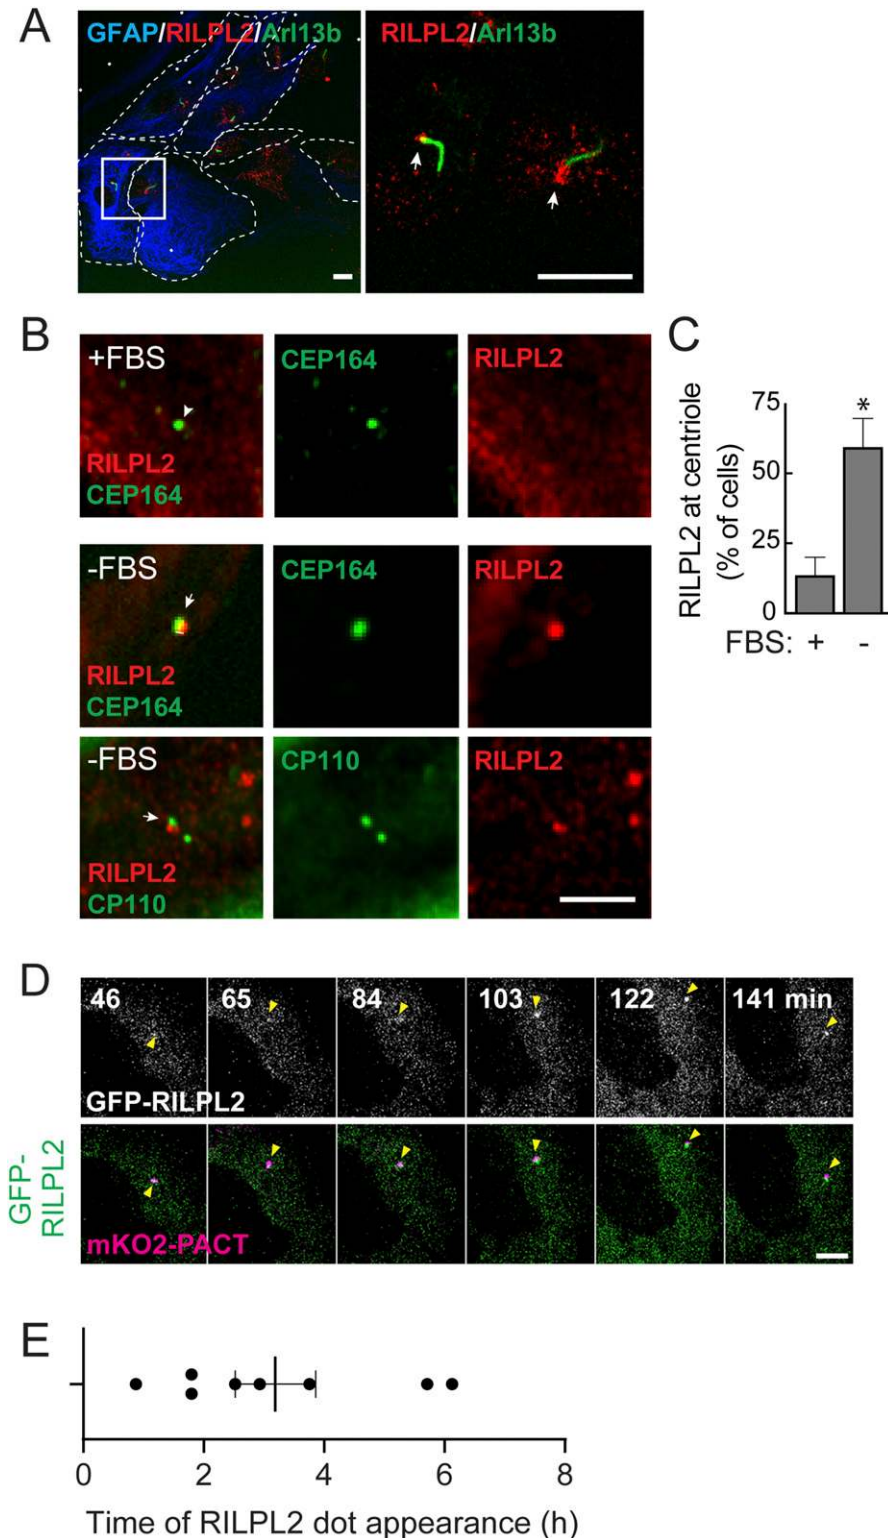 A
GFAP/RILPL2/Arl13b
RILPL2/Arl13b
B
+FBS
RILPL2
CEP164
CEP164
RILPL2
-FBS
RILPL2
CEP164
CEP164
RILPL2
-FBS
RILPL2
CP110
CP110
RILPL2
C
RILPL2 at centriole
(% of cells)
75
50
25
0
*
FBS: + -
D
46 65 84 103 122 141 min
GFP-RILPL2
GFP-
RILPL2
mKO2-PACT
E
0 2 4 6 8
Time of RILPL2 dot appearance (h)